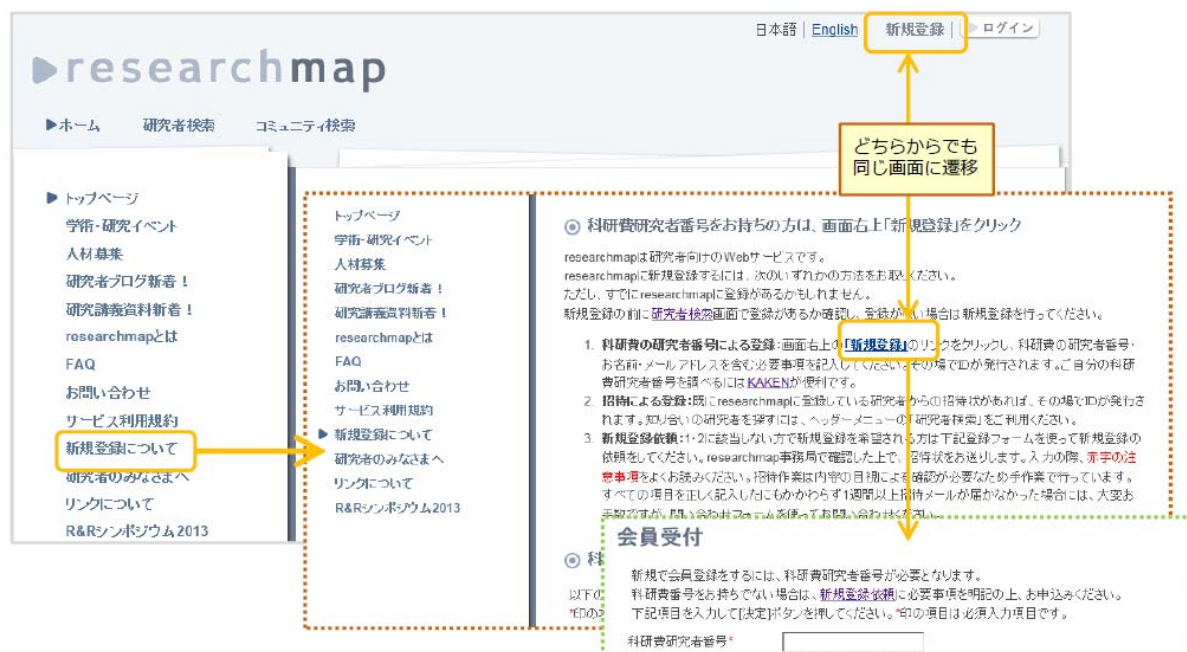 日本語 | English 新規登録 | ログイン
researchmap
ホーム 研究者検索 コミュニティ検索
どちらからでも
同じ画面に遷移
トップページ
学術・研究イベント
人材募集
研究者ブログ新着！
研究講義資料新着！
researchmapとは
FAQ
お問い合わせ
サービス利用規約
新規登録について
研究者のみなさまへ
リンクについて
R&Rシンポジウム2013
トップページ
学術・研究イベント
人材募集
研究者ブログ新着！
研究講義資料新着！
researchmapとは
FAQ
お問い合わせ
サービス利用規約
新規登録について
研究者のみなさまへ
リンクについて
R&Rシンポジウム2013
科研費研究者番号をお持ちの方は、画面右上「新規登録」をクリック
researchmapは研究者向けのWebサービスです。
researchmapに新規登録するには、次のいずれかの方法をお取りください。
ただし、すでにresearchmapに登録があるかもしれません。
新規登録の前に研究者検索画面で登録があるか確認し、登録がない場合は新規登録を行ってください。
1. 科研費の研究者番号による登録:画面右上の「新規登録」のリンクをクリックし、科研費の研究者番号・
お名前・メールアドレスを含む必要事項を記入してください。その場でIDが発行されます。ご自分の科研
費研究者番号を調べるにはKAKENが便利です。
2. 招待による登録:既にresearchmapに登録している研究者からの招待状があれば、その場でIDが発行さ
れます。知り合いの研究者を探すには、ヘッダーメニューの「研究者検索」をご利用ください。
3. 新規登録依頼:1・2に該当しない方で新規登録を希望される方は下記登録フォームを使って新規登録の
依頼をしてください。researchmap事務局で確認した上で、招待状をお送りします。入力の際、赤字の注
意事項をよくお読みください。招待作業は内容の目視による確認が必要なため手作業で行っています。
すべての項目を正しく記入したにもかかわらず1週間以上招待メールが届かなかった場合には、大変お
手数ですが、問い合わせフォームを使ってお問い合わせください。
科
以下の
*印の
会員受付
新規で会員登録をするには、科研費研究者番号が必要となります。
科研費番号をお持ちでない場合は、新規登録依頼に必要事項を明記の上、お申込みください。
下記項目を入力して[決定]ボタンを押してください。*印の項目は必須入力項目です。
科研費研究者番号*